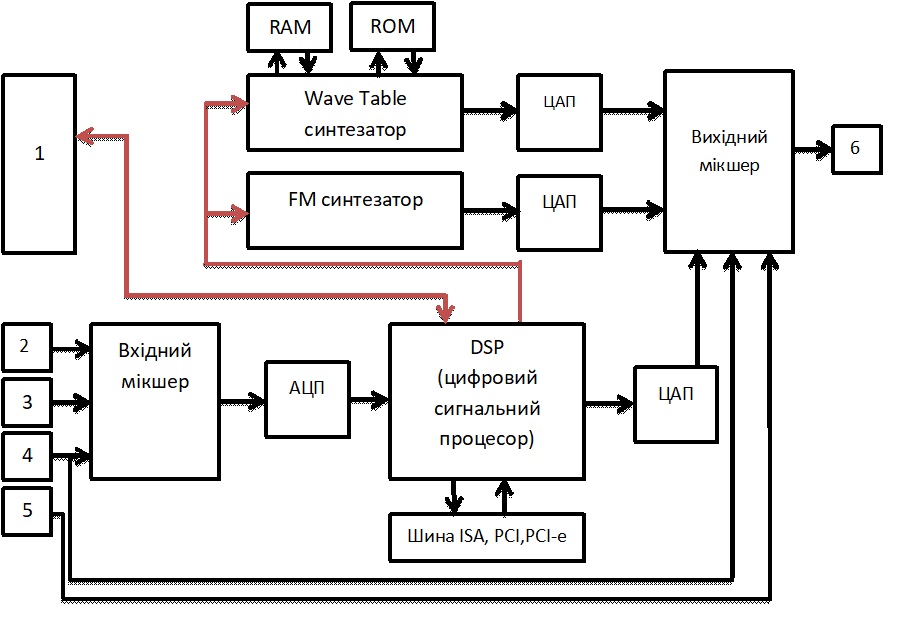 RAM
ROM
1
Wave Table
синтезатор
ЦАП
Вихідний
мікшер
6
FM синтезатор
ЦАП
2
3
4
5
Вхідний
мікшер
АЦП
DSP
(цифровий
сигнальний
процесор)
ЦАП
Шина ISA, PCI,PCI-e